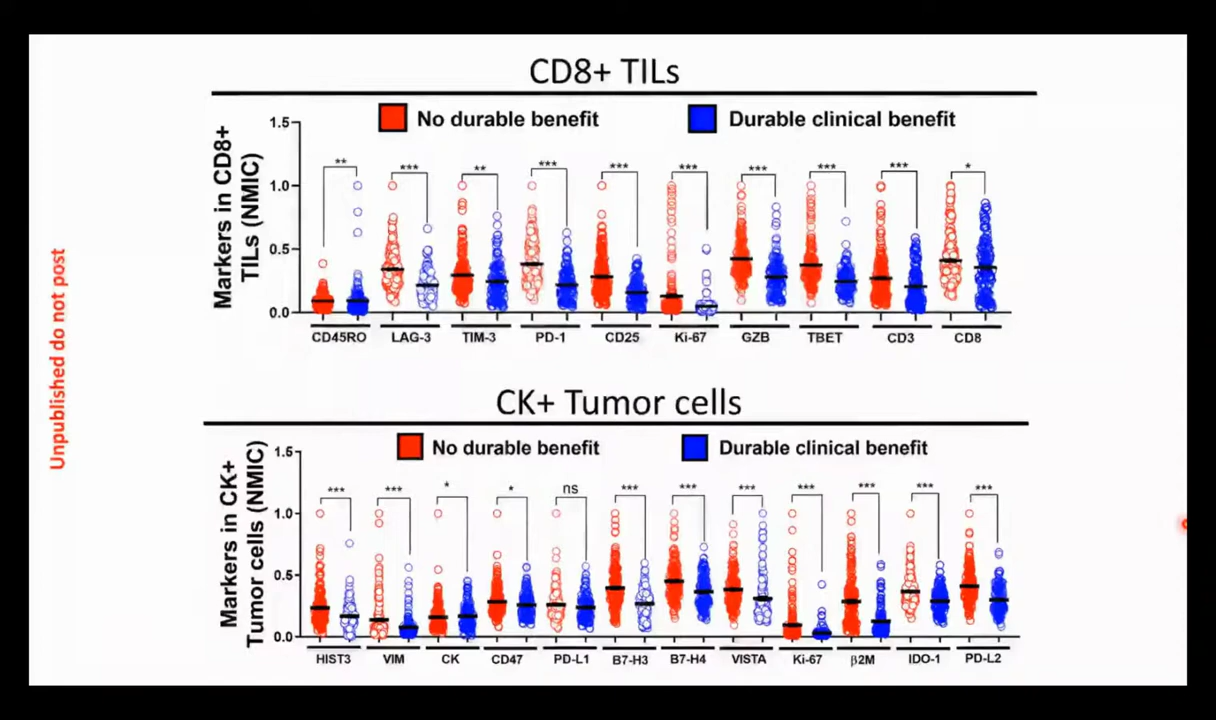 CD8+ TILs
No durable benefit
Durable clinical benefit
Markers in CD8+
TILs (NMIC)
1.5
1.0
0.5
0.0
** *** ** *** *** *** *** *** *** *
CD45RO LAG-3 TIM-3 PD-1 CD25 Ki-67 GZB TBET CD3 CD8
Unpublished do not post
CK+ Tumor cells
No durable benefit
Durable clinical benefit
Markers in CK+
Tumor cells (NMIC)
1.5
1.0
0.5
0.0
*** *** * * ns *** *** *** *** *** *** ***
HIST3 VIM CK CD47 PD-L1 B7-H3 B7-H4 VISTA Ki-67 β2M IDO-1 PD-L2